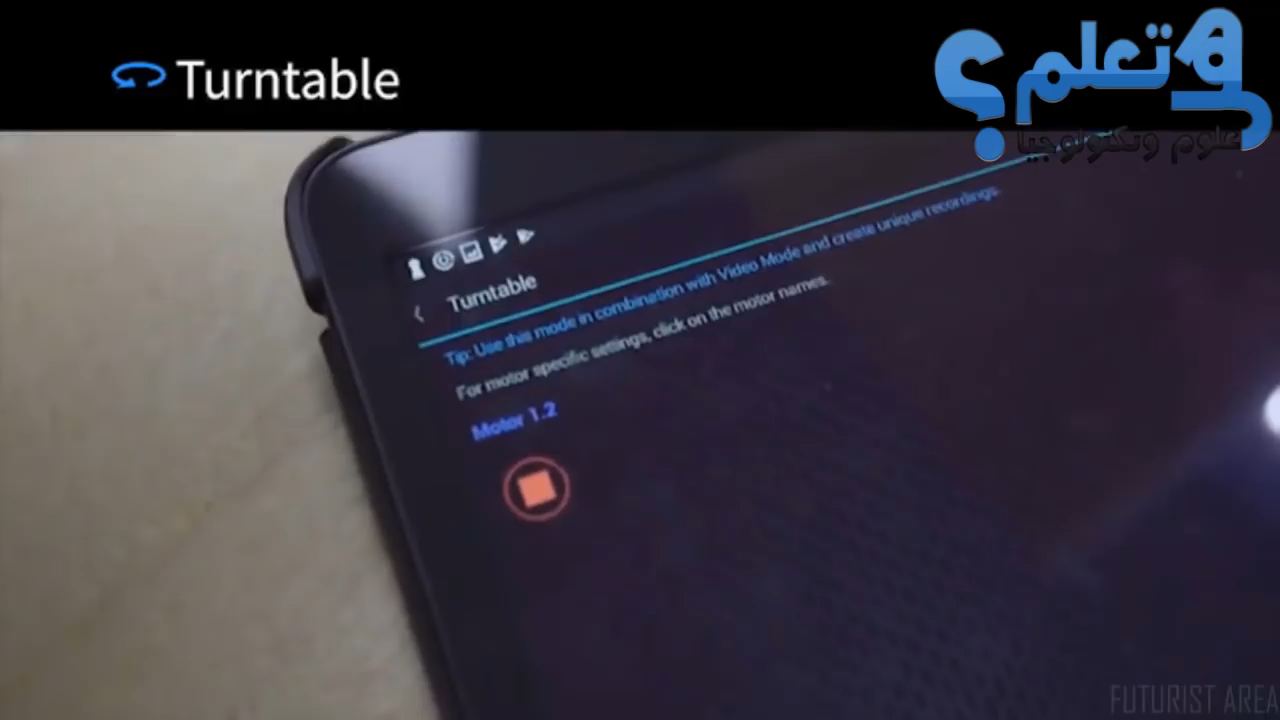 Turntable
هل تعلم؟
علوم وتكنولوجيا
Turntable
Tip: Use this mode in combination with Video Mode and create unique recordings.
For motor specific settings, click on the motor names.
Motor 1.2
FUTURIST AREA